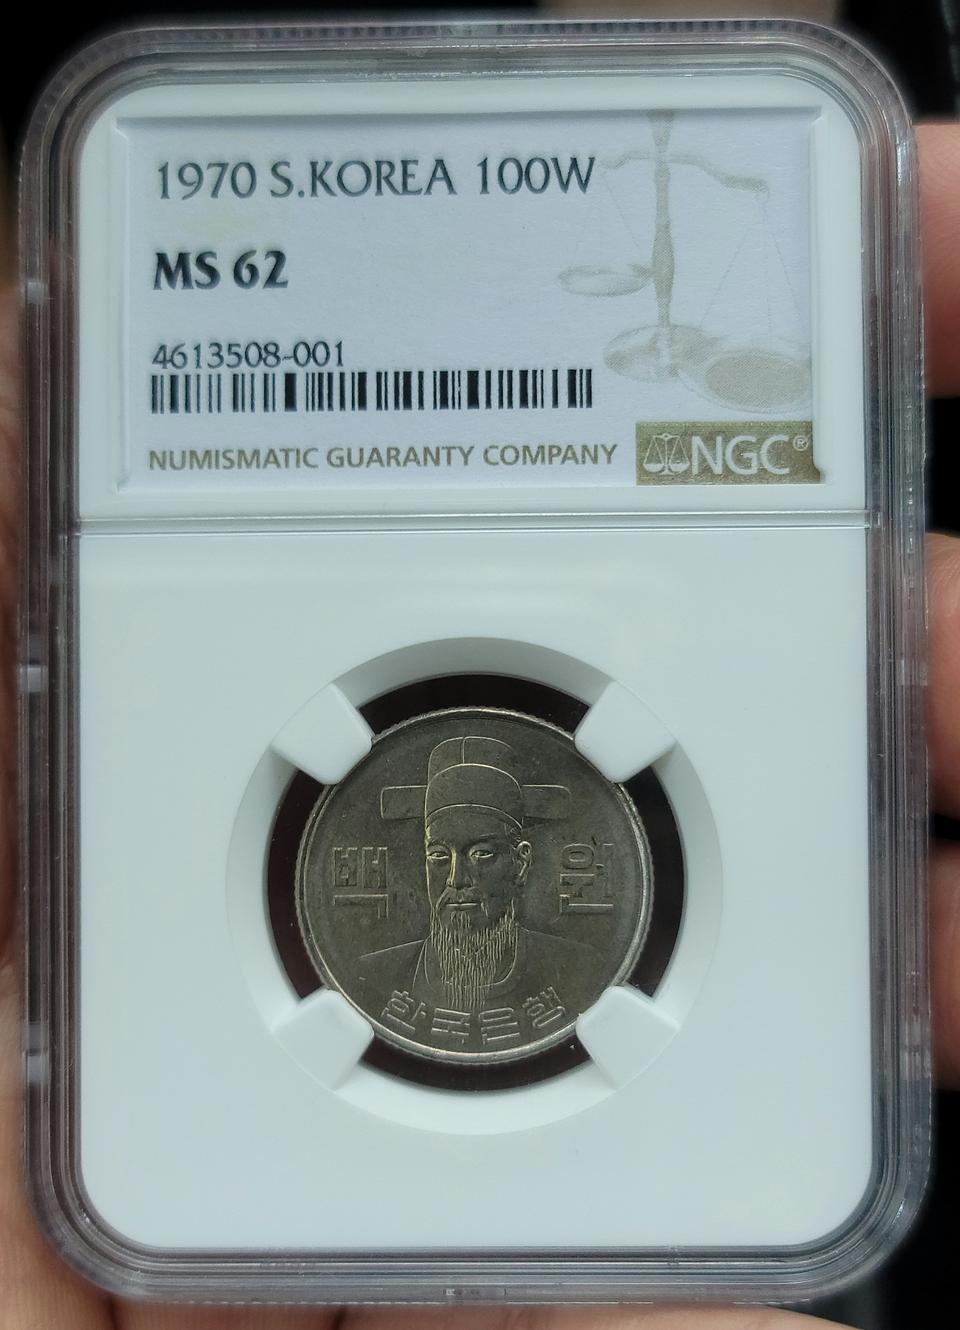 1970 S.KOREA 100W
MS 62
4613508-001
NUMISMATIC GUARANTY COMPANY
NGC®
백 원
한국은행